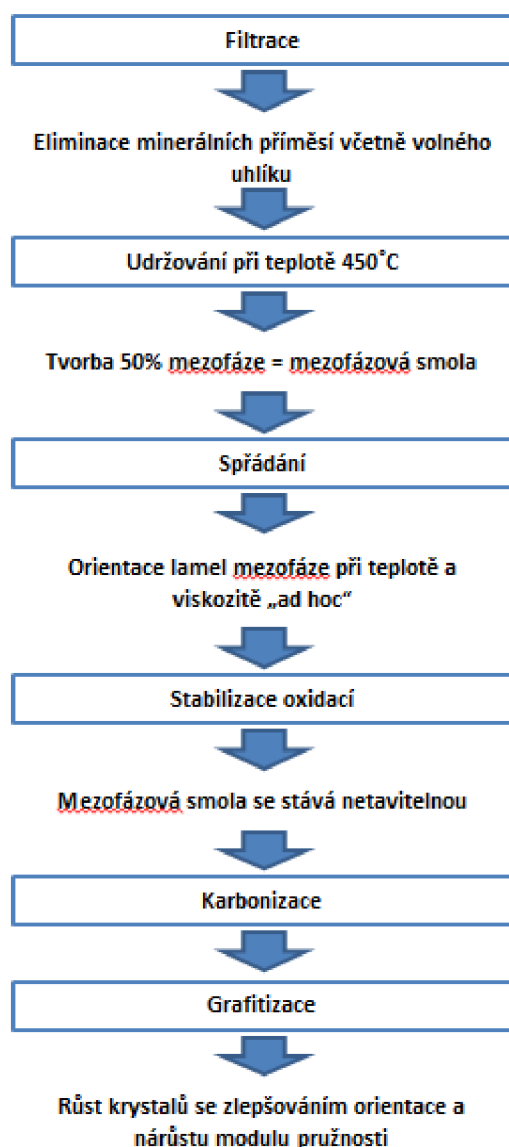 Filtrace
Eliminace minerálních příměsí včetně volného
uhlíku
Udržování při teplotě 450˚C
Tvorba 50% mezofáze = mezofázová smola
Spřádání
Orientace lamel mezofáze při teplotě a
viskozitě „ad hoc“
Stabilizace oxidací
Mezofázová smola se stává netavitelnou
Karbonizace
Grafitizace
Růst krystalů se zlepšováním orientace a
nárůstu modulu pružnosti